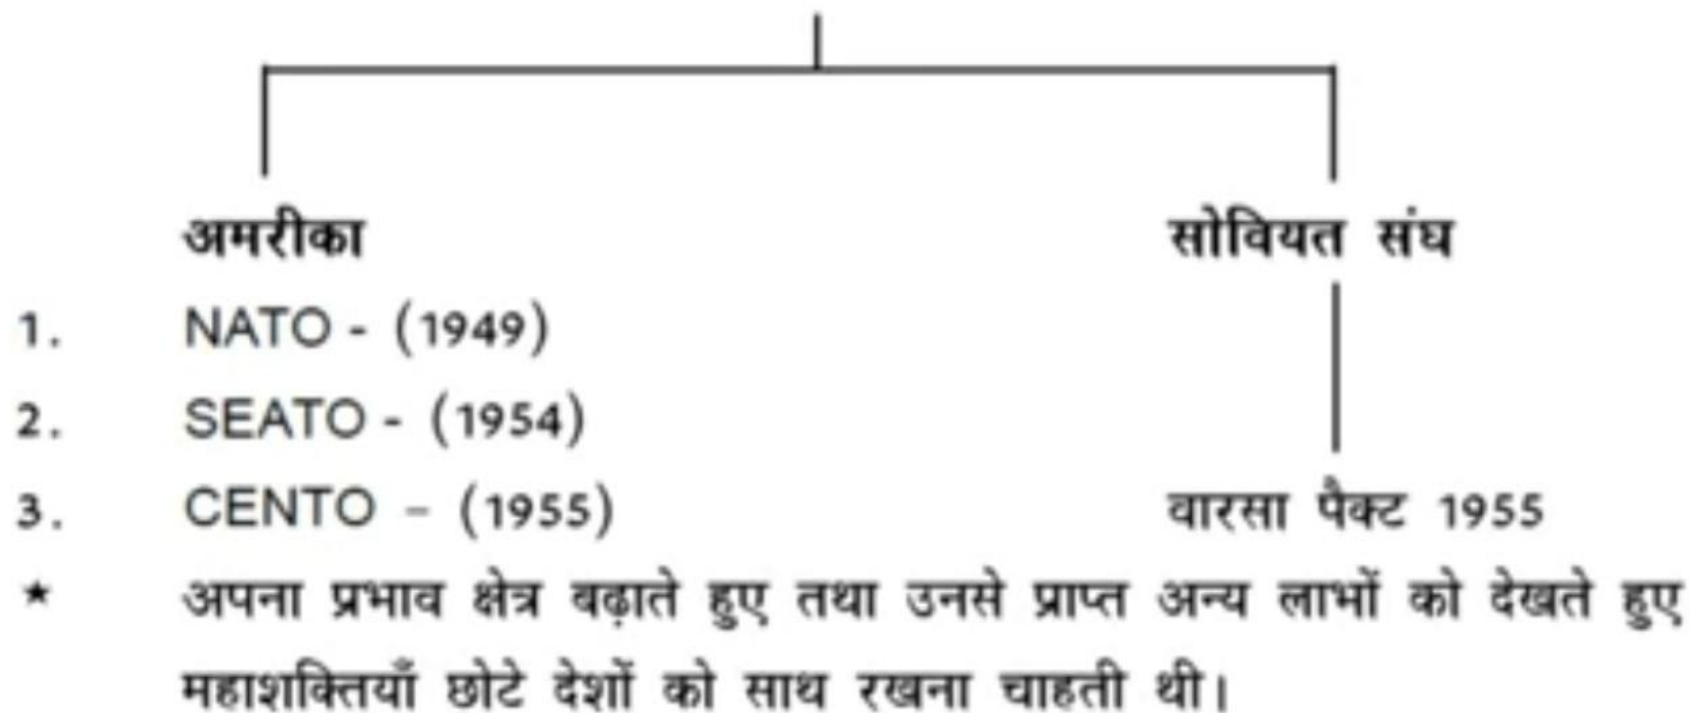 अमरीका सोवियत संघ
1. NATO - (1949)
2. SEATO - (1954)
3. CENTO – (1955) वारसा पैक्ट 1955
★ अपना प्रभाव क्षेत्र बढ़ाते हुए तथा उनसे प्राप्त अन्य लाभों को देखते हुए
महाशक्तियाँ छोटे देशों को साथ रखना चाहती थी।